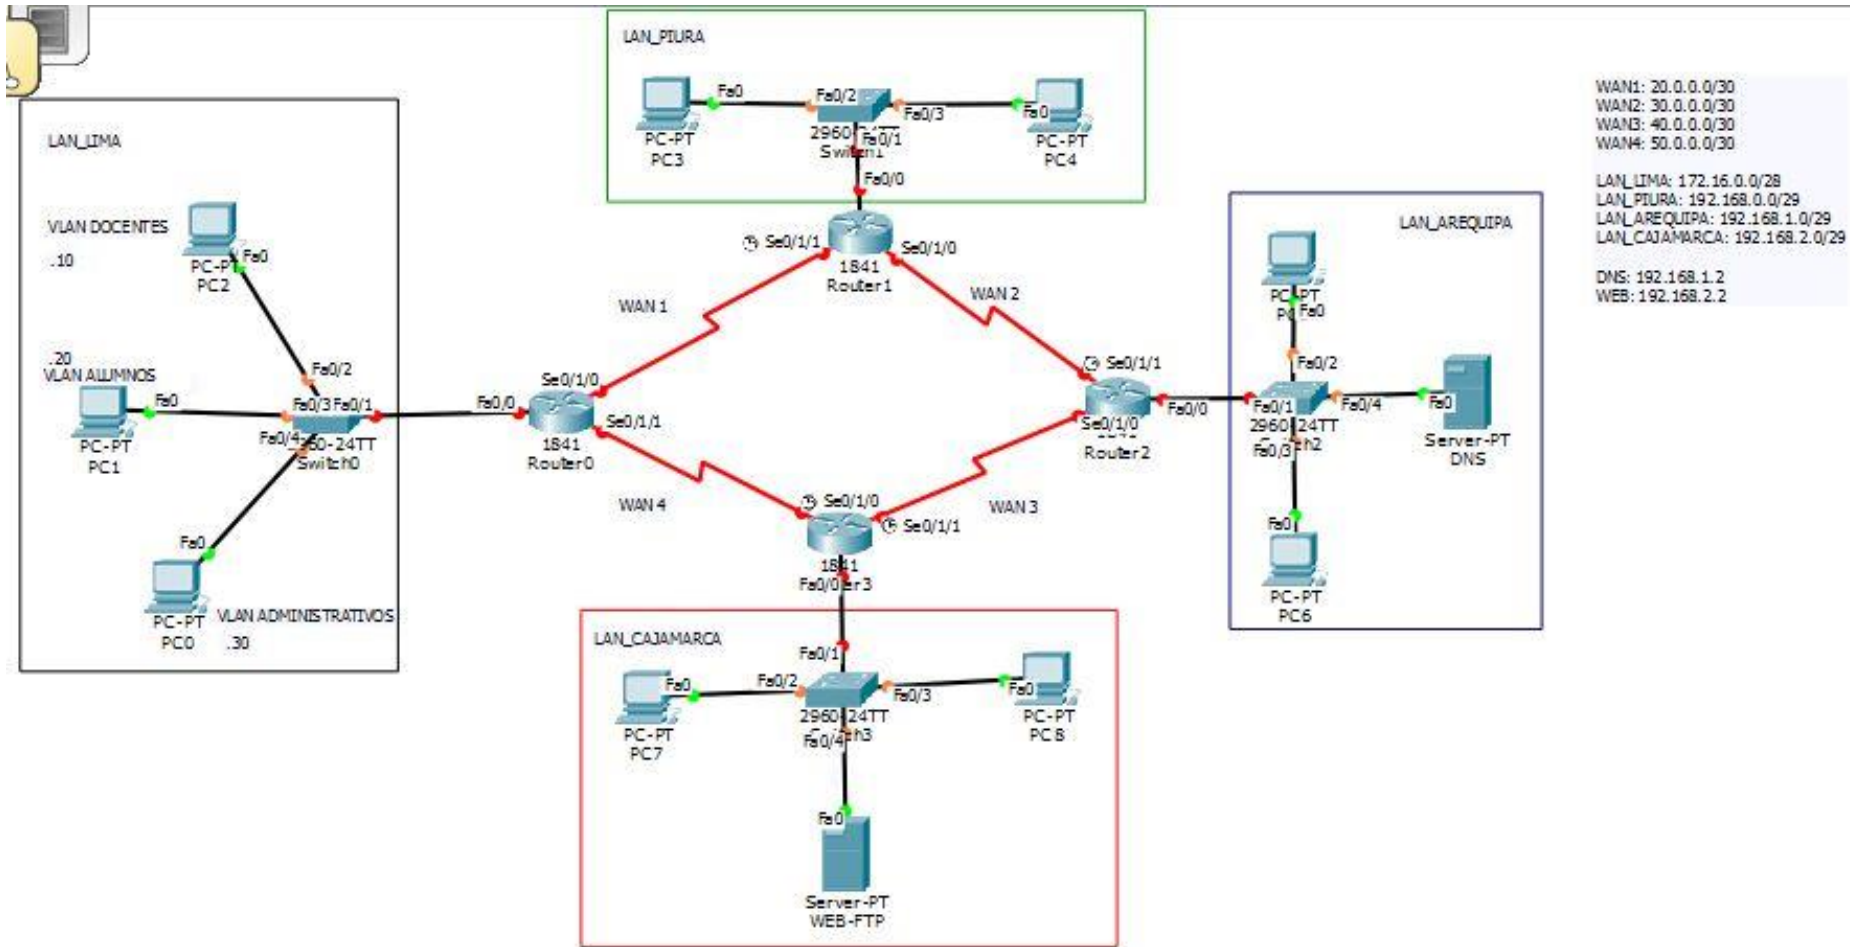 LAN_PIURA
Fa0
Fa0/2
Fa0/3
Fa0
PC-PT
PC3
Fa0/1
PC-PT
PC4
Fa0/0
Se0/1/1
Se0/1/0
1841
Router1
WAN 1
WAN 2
LAN_LIMA
VLAN DOCENTES
.10
Fa0
PC2
Fa0/2
.20
VLAN ALUMNOS
Fa0
Fa0/3
Fa0/1
Fa0/4
PC-PT
PC1
Switch0
Fa0
PC-PT
PC0
VLAN ADMINISTRATIVOS
.30
Fa0/0
Se0/1/0
Se0/1/1
1841
Router0
WAN 4
WAN 3
Se0/1/1
Fa0/0
Se0/1/0
Router2
Se0/1/0
Se0/1/1
Fa0/0
LAN_AREQUIPA
Fa0
Fa0/2
Fa0/1
Fa0/4
Fa0
2960-24TT
Fa0/3
Server-PT
DNS
Fa0
PC-PT
PC6
LAN_CAJAMARCA
Fa0/1
Fa0
Fa0/2
Fa0/3
Fa0
PC-PT
PC7
2960-24TT
Fa0/4
PC-PT
PC8
Fa0
Server-PT
WEB-FTP
WAN1: 20.0.0.0/30
WAN2: 30.0.0.0/30
WAN3: 40.0.0.0/30
WAN4: 50.0.0.0/30
LAN_LIMA: 172.16.0.0/28
LAN_PIURA: 192.168.0.0/29
LAN_AREQUIPA: 192.168.1.0/29
LAN_CAJAMARCA: 192.168.2.0/29
DNS: 192.168.1.2
WEB: 192.168.2.2